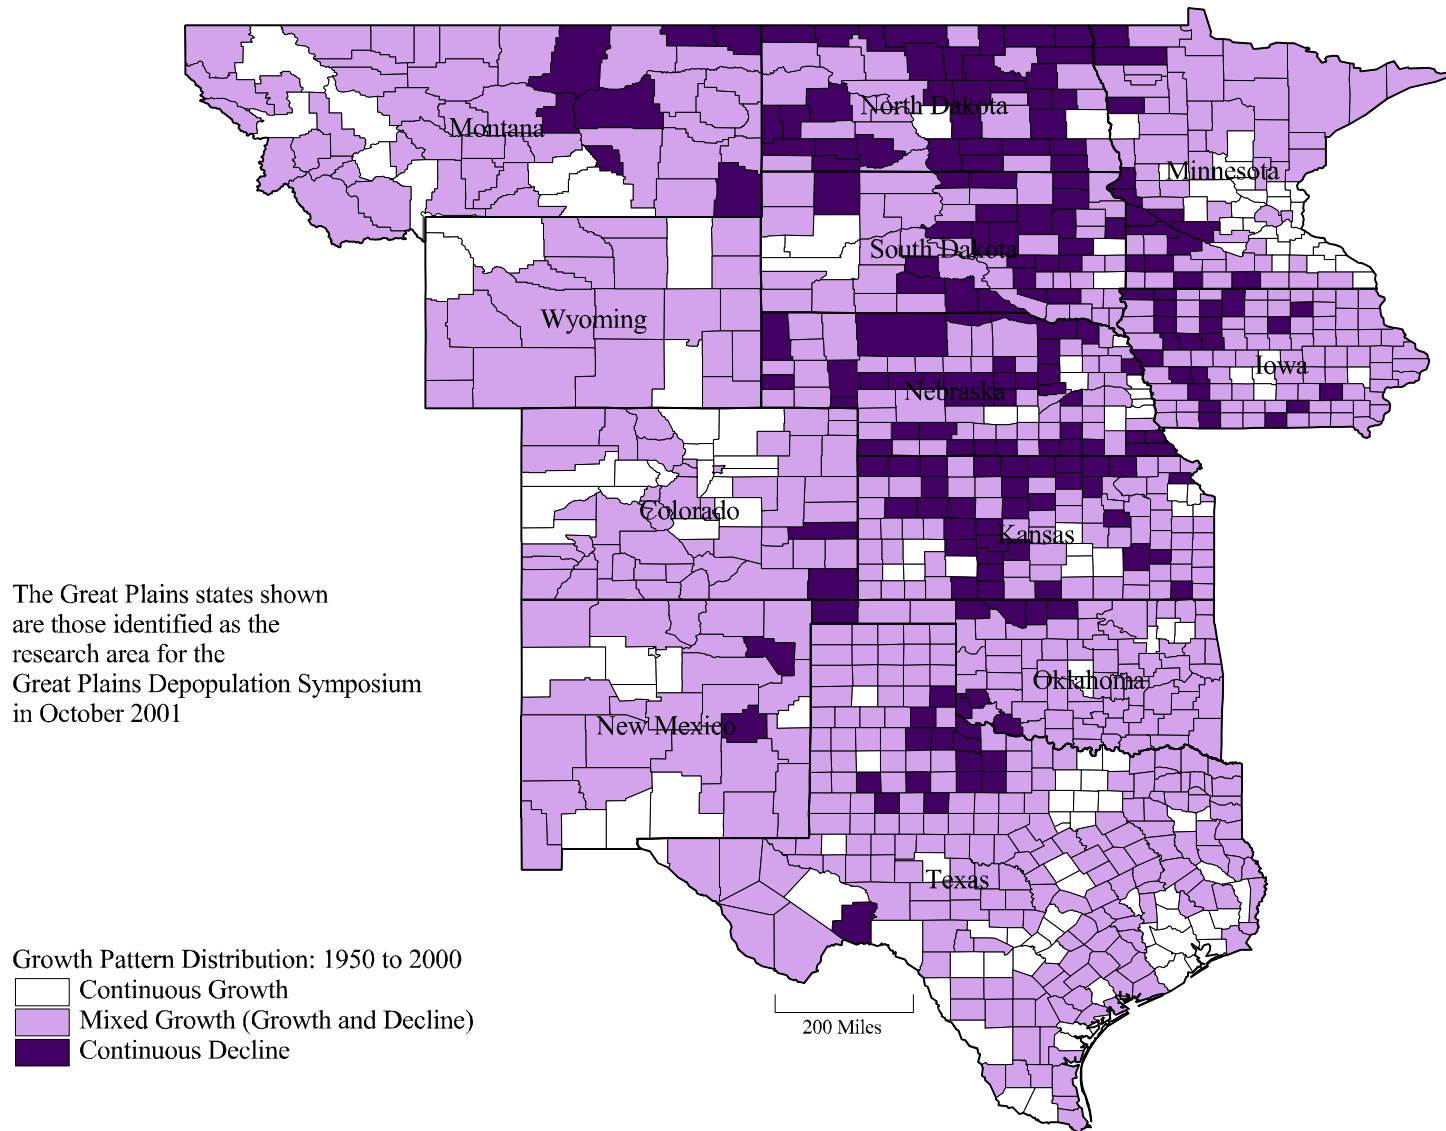 Montana
North Dakota
Minnesota
South Dakota
Wyoming
Iowa
Nebraska
Colorado
Kansas
The Great Plains states shown
are those identified as the
research area for the
Great Plains Depopulation Symposium
in October 2001
Oklahoma
New Mexico
Texas
Growth Pattern Distribution: 1950 to 2000
Continuous Growth
Mixed Growth (Growth and Decline)
Continuous Decline
200 Miles